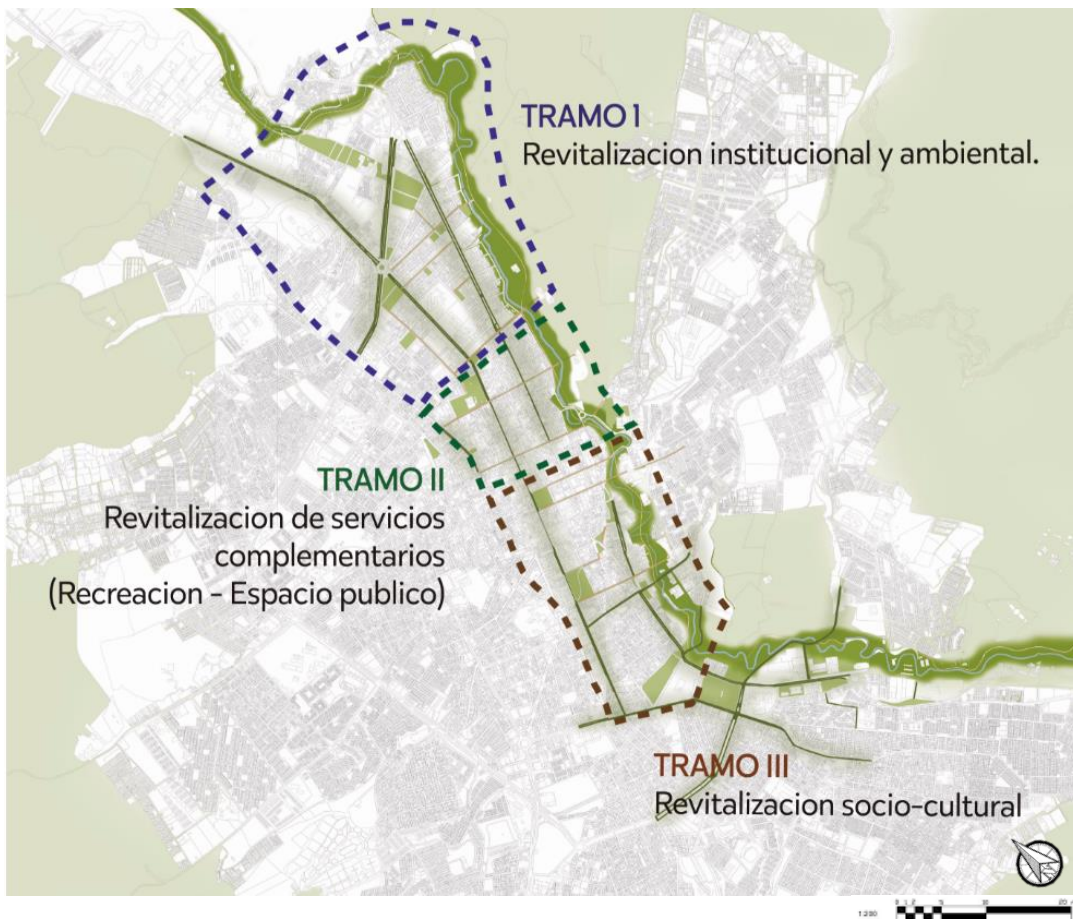 TRAMO I
Revitalizacion institucional y ambiental.
TRAMO II
Revitalizacion de servicios
complementarios
(Recreacion - Espacio publico)
TRAMO III
Revitalizacion socio-cultural